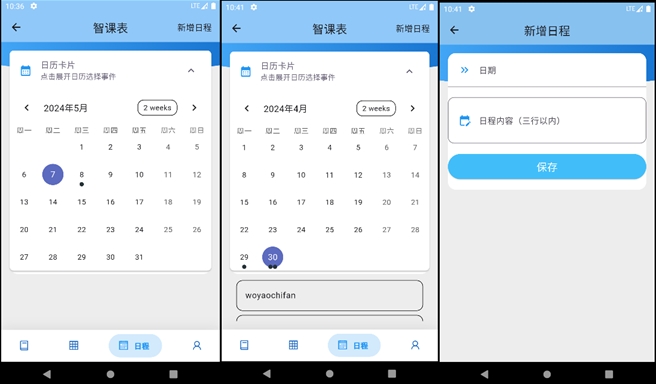 10:36
LTE
智课表
新增日程
日历卡片
点击展开日历选择事件
2024年5月
2 weeks
周一 周二 周三 周四 周五 周六 周日
1 2 3 4 5
6 7 8 9 10 11 12
13 14 15 16 17 18 19
20 21 22 23 24 25 26
27 28 29 30 31
日程
10:41
LTE
智课表
新增日程
日历卡片
点击展开日历选择事件
2024年4月
2 weeks
周一 周二 周三 周四 周五 周六 周日
1 2 3 4 5 6 7
8 9 10 11 12 13 14
15 16 17 18 19 20 21
22 23 24 25 26 27 28
29 30
woyaochifan
日程
10:41
LTE
新增日程
日期
日程内容（三行以内）
保存